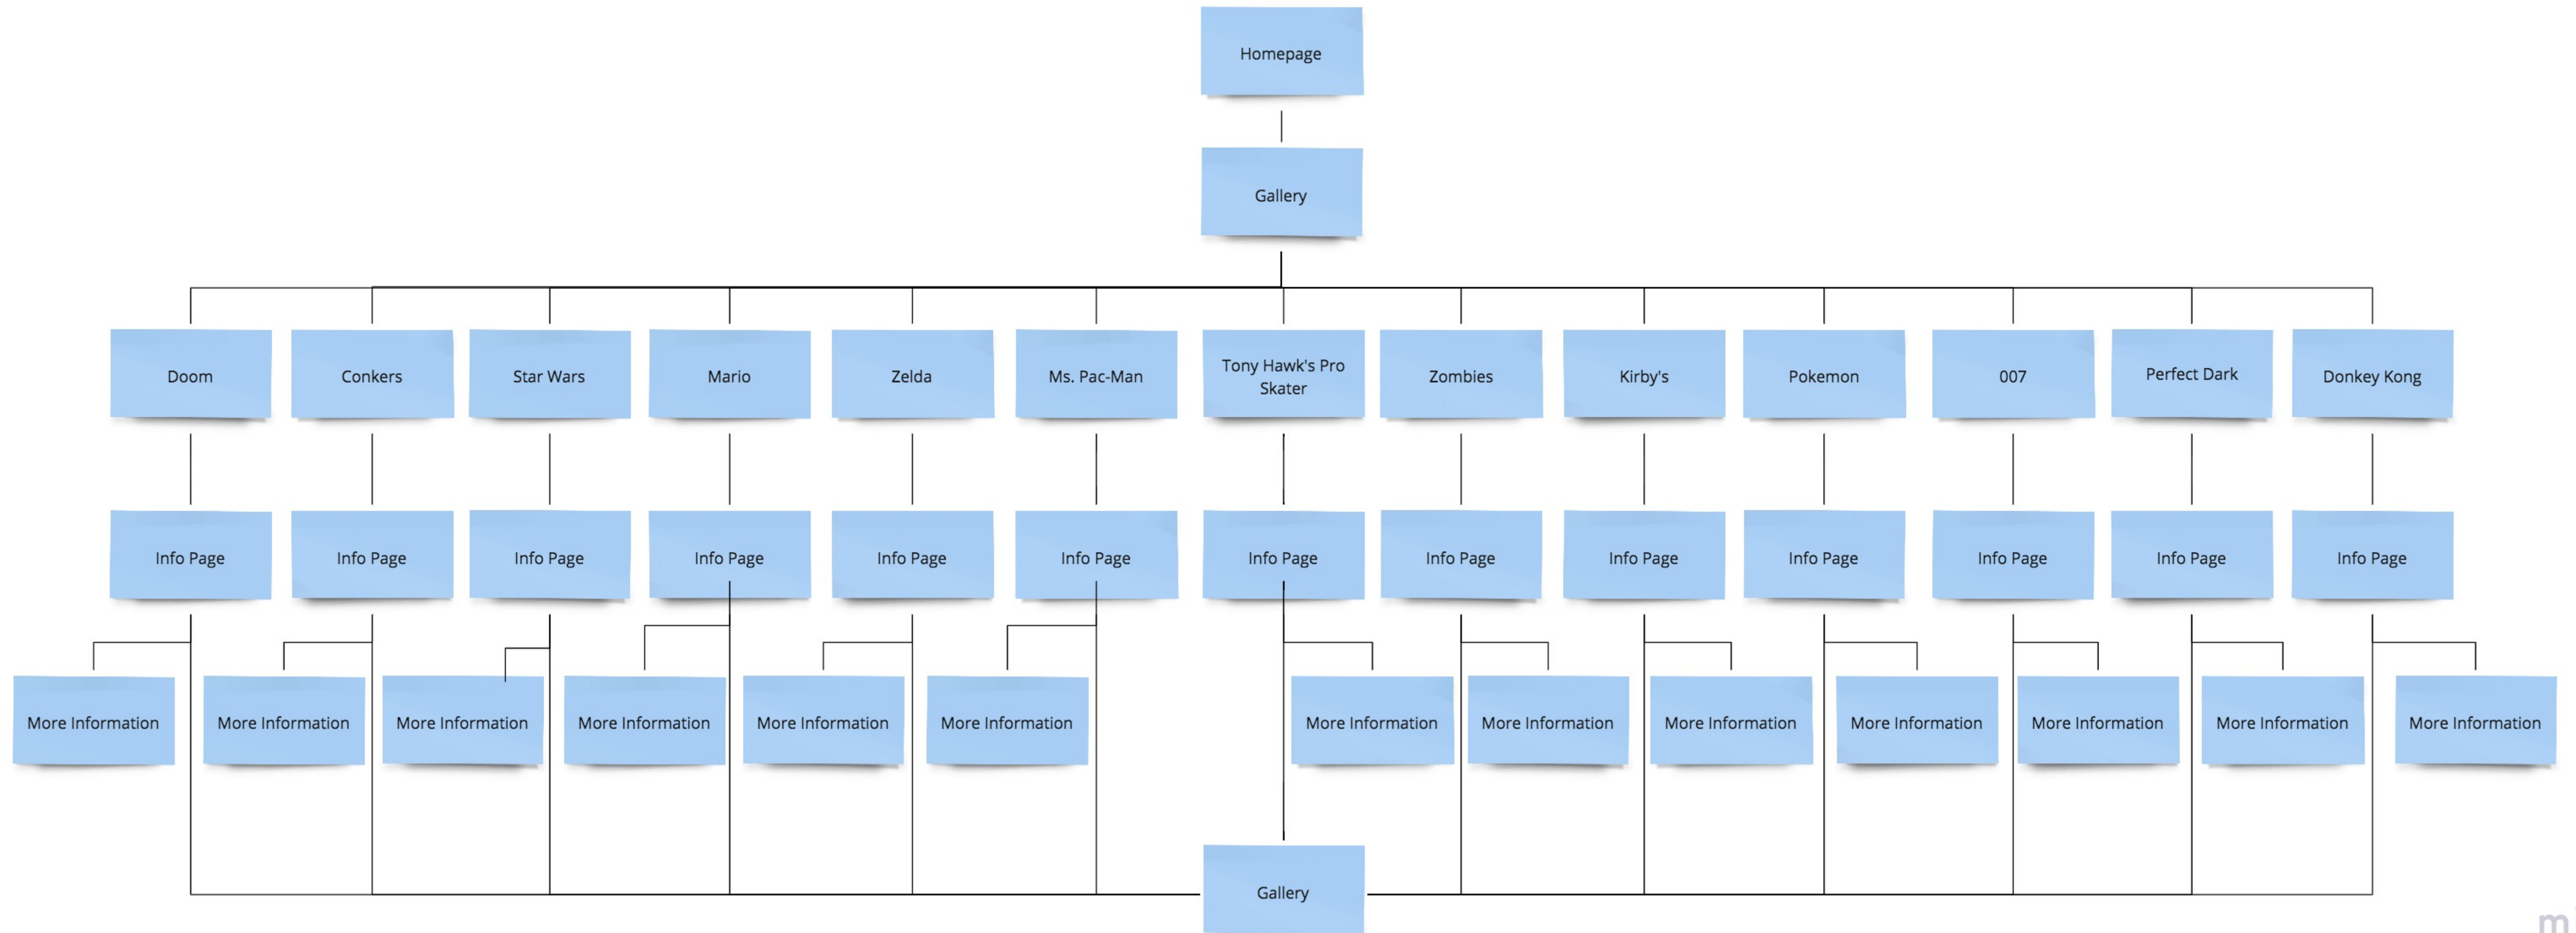 Homepage
Gallery
Doom
Conkers
Star Wars
Mario
Zelda
Ms. Pac-Man
Tony Hawk's Pro
Skater
Zombies
Kirby's
Pokemon
007
Perfect Dark
Donkey Kong
Info Page
Info Page
Info Page
Info Page
Info Page
Info Page
Info Page
Info Page
Info Page
Info Page
Info Page
Info Page
Info Page
More Information
More Information
More Information
More Information
More Information
More Information
More Information
More Information
More Information
More Information
More Information
More Information
More Information
Gallery